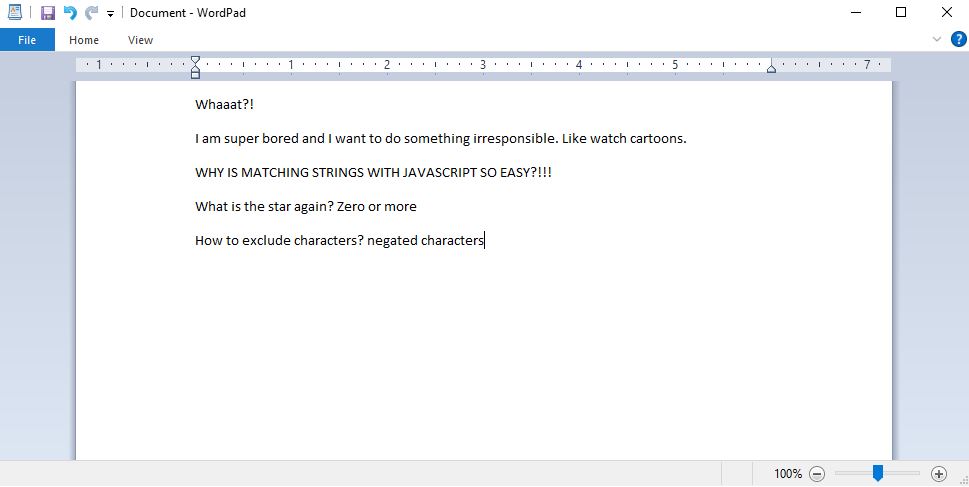 Document - WordPad
File Home View
1 1 2 3 4 5 7
Whaaat?!
I am super bored and I want to do something irresponsible. Like watch cartoons.
WHY IS MATCHING STRINGS WITH JAVASCRIPT SO EASY?!!!
What is the star again? Zero or more
How to exclude characters? negated characters
100%